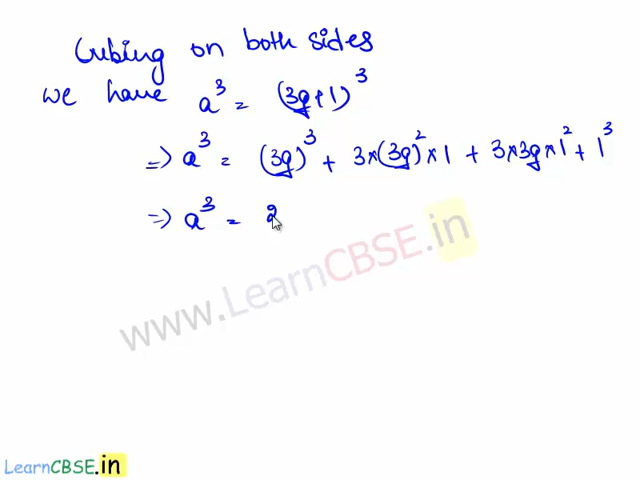 Cubing on both sides
we have a³ = (3q+1)³
=> a³ = (3q)³ + 3×(3q)²×1 + 3×3q×1² + 1³
=> a³ = 2
www.LearnCBSE.in
LearnCBSE.in